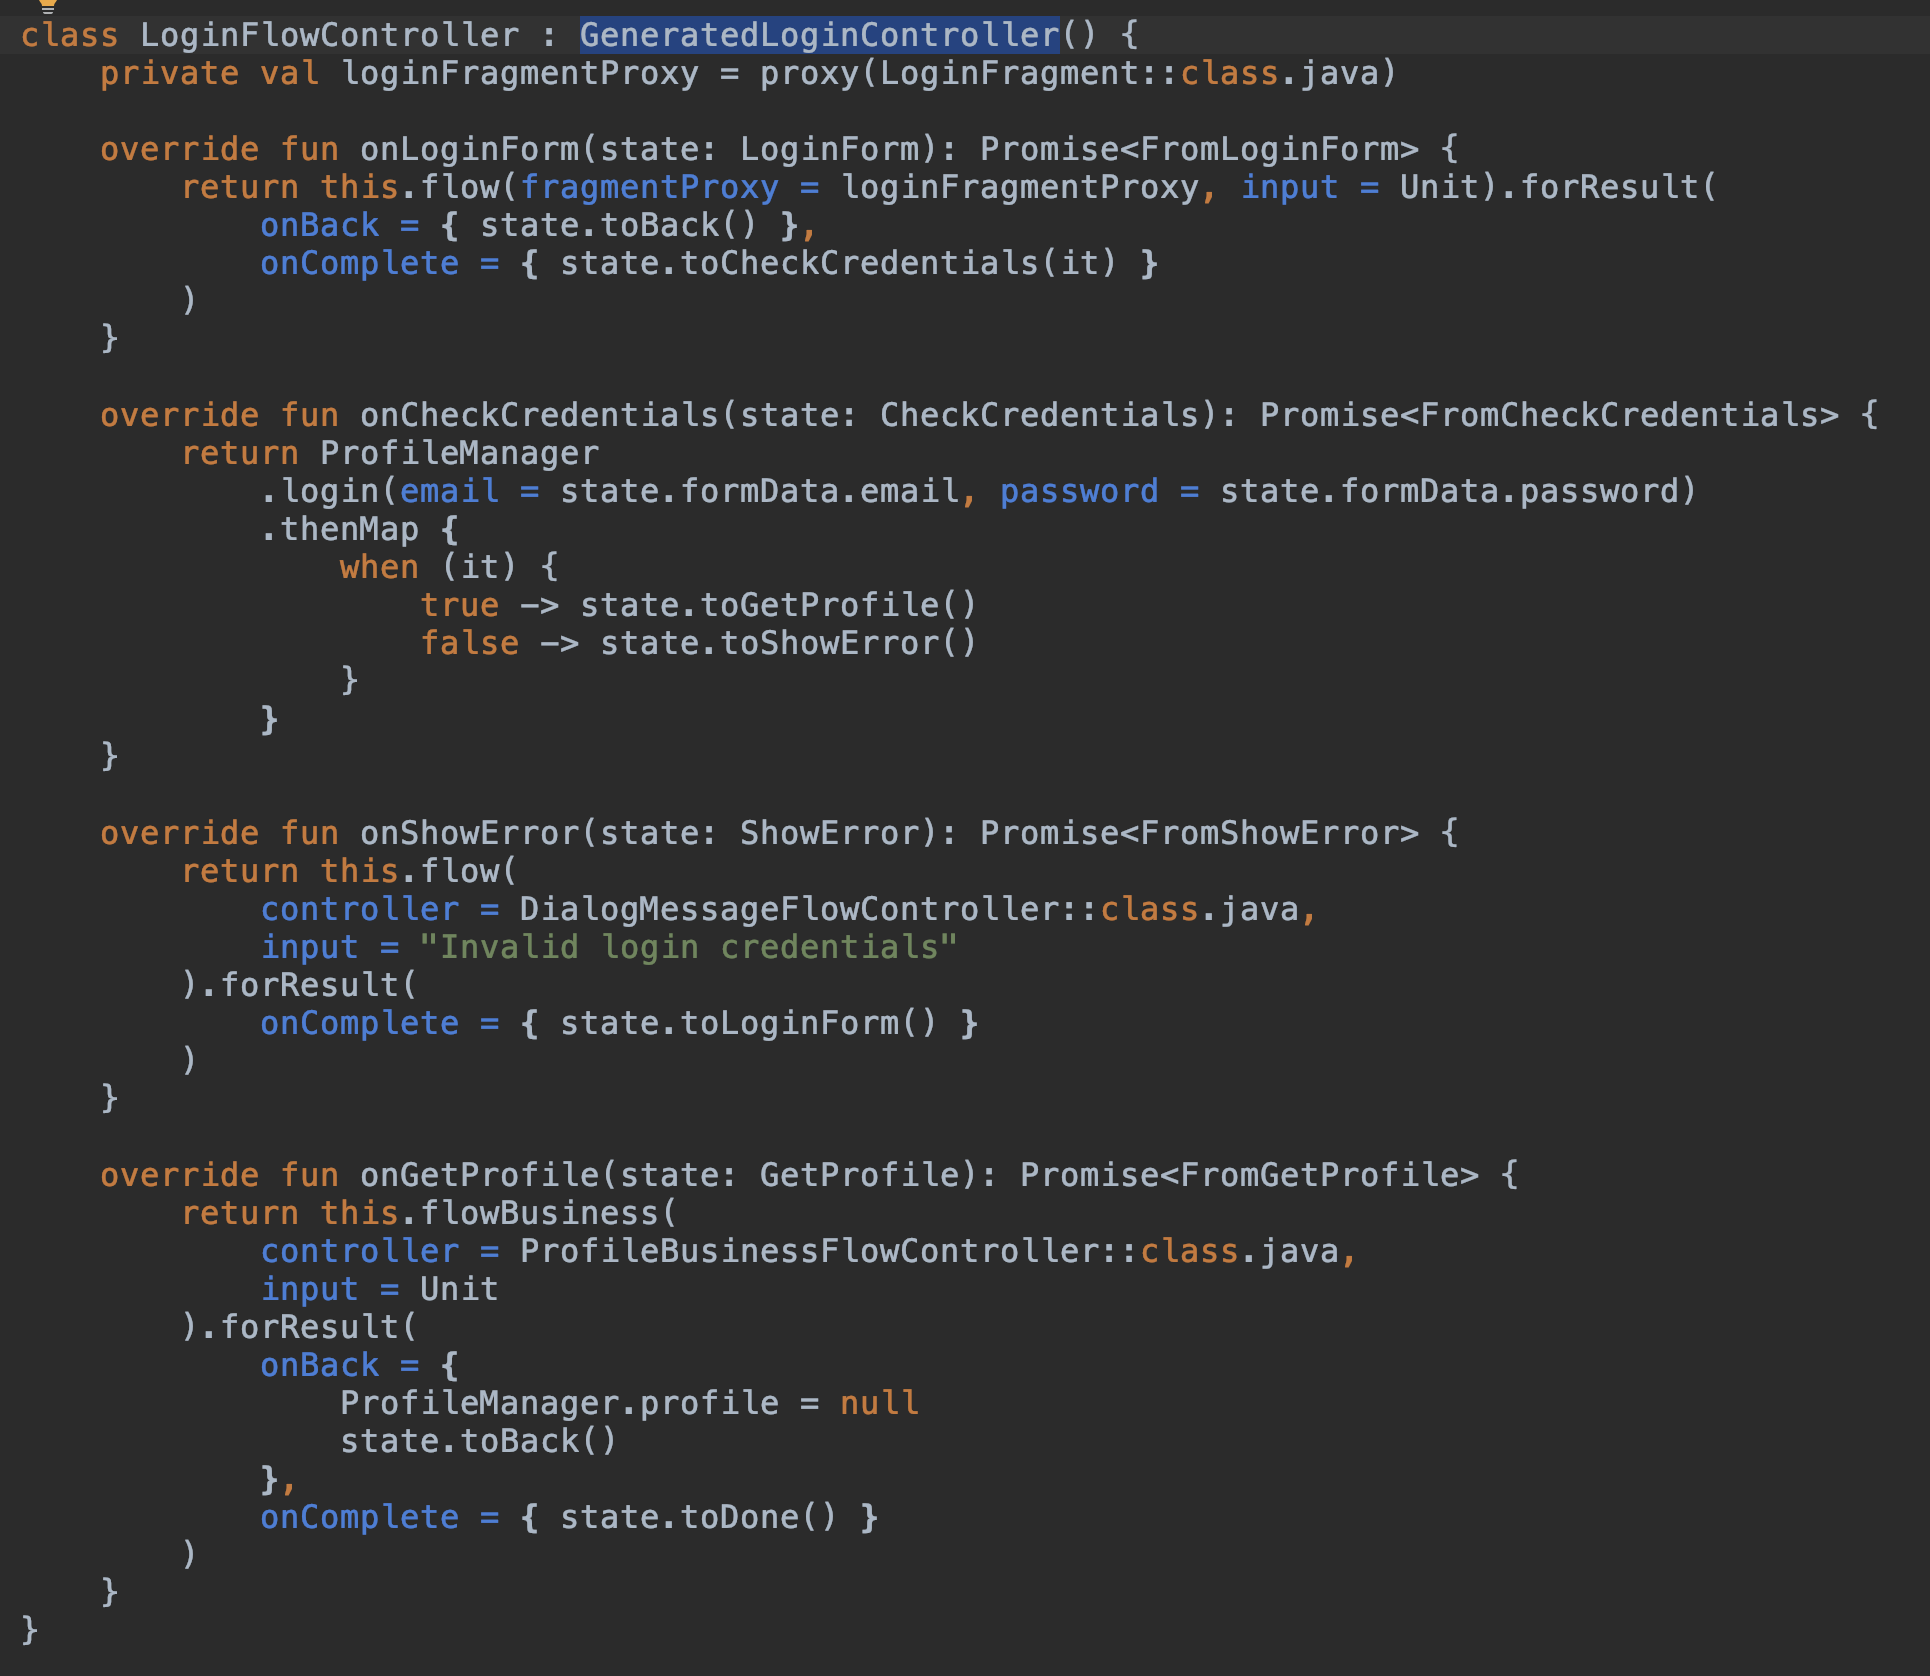 class LoginFlowController : GeneratedLoginController() {
    private val loginFragmentProxy = proxy(LoginFragment::class.java)

    override fun onLoginForm(state: LoginForm): Promise<FromLoginForm> {
        return this.flow(fragmentProxy = loginFragmentProxy, input = Unit).forResult(
            onBack = { state.toBack() },
            onComplete = { state.toCheckCredentials(it) }
        )
    }

    override fun onCheckCredentials(state: CheckCredentials): Promise<FromCheckCredentials> {
        return ProfileManager
            .login(email = state.formData.email, password = state.formData.password)
            .thenMap {
                when (it) {
                    true -> state.toGetProfile()
                    false -> state.toShowError()
                }
            }
    }

    override fun onShowError(state: ShowError): Promise<FromShowError> {
        return this.flow(
            controller = DialogMessageFlowController::class.java,
            input = "Invalid login credentials"
        ).forResult(
            onComplete = { state.toLoginForm() }
        )
    }

    override fun onGetProfile(state: GetProfile): Promise<FromGetProfile> {
        return this.flowBusiness(
            controller = ProfileBusinessFlowController::class.java,
            input = Unit
        ).forResult(
            onBack = {
                ProfileManager.profile = null
                state.toBack()
            },
            onComplete = { state.toDone() }
        )
    }
}